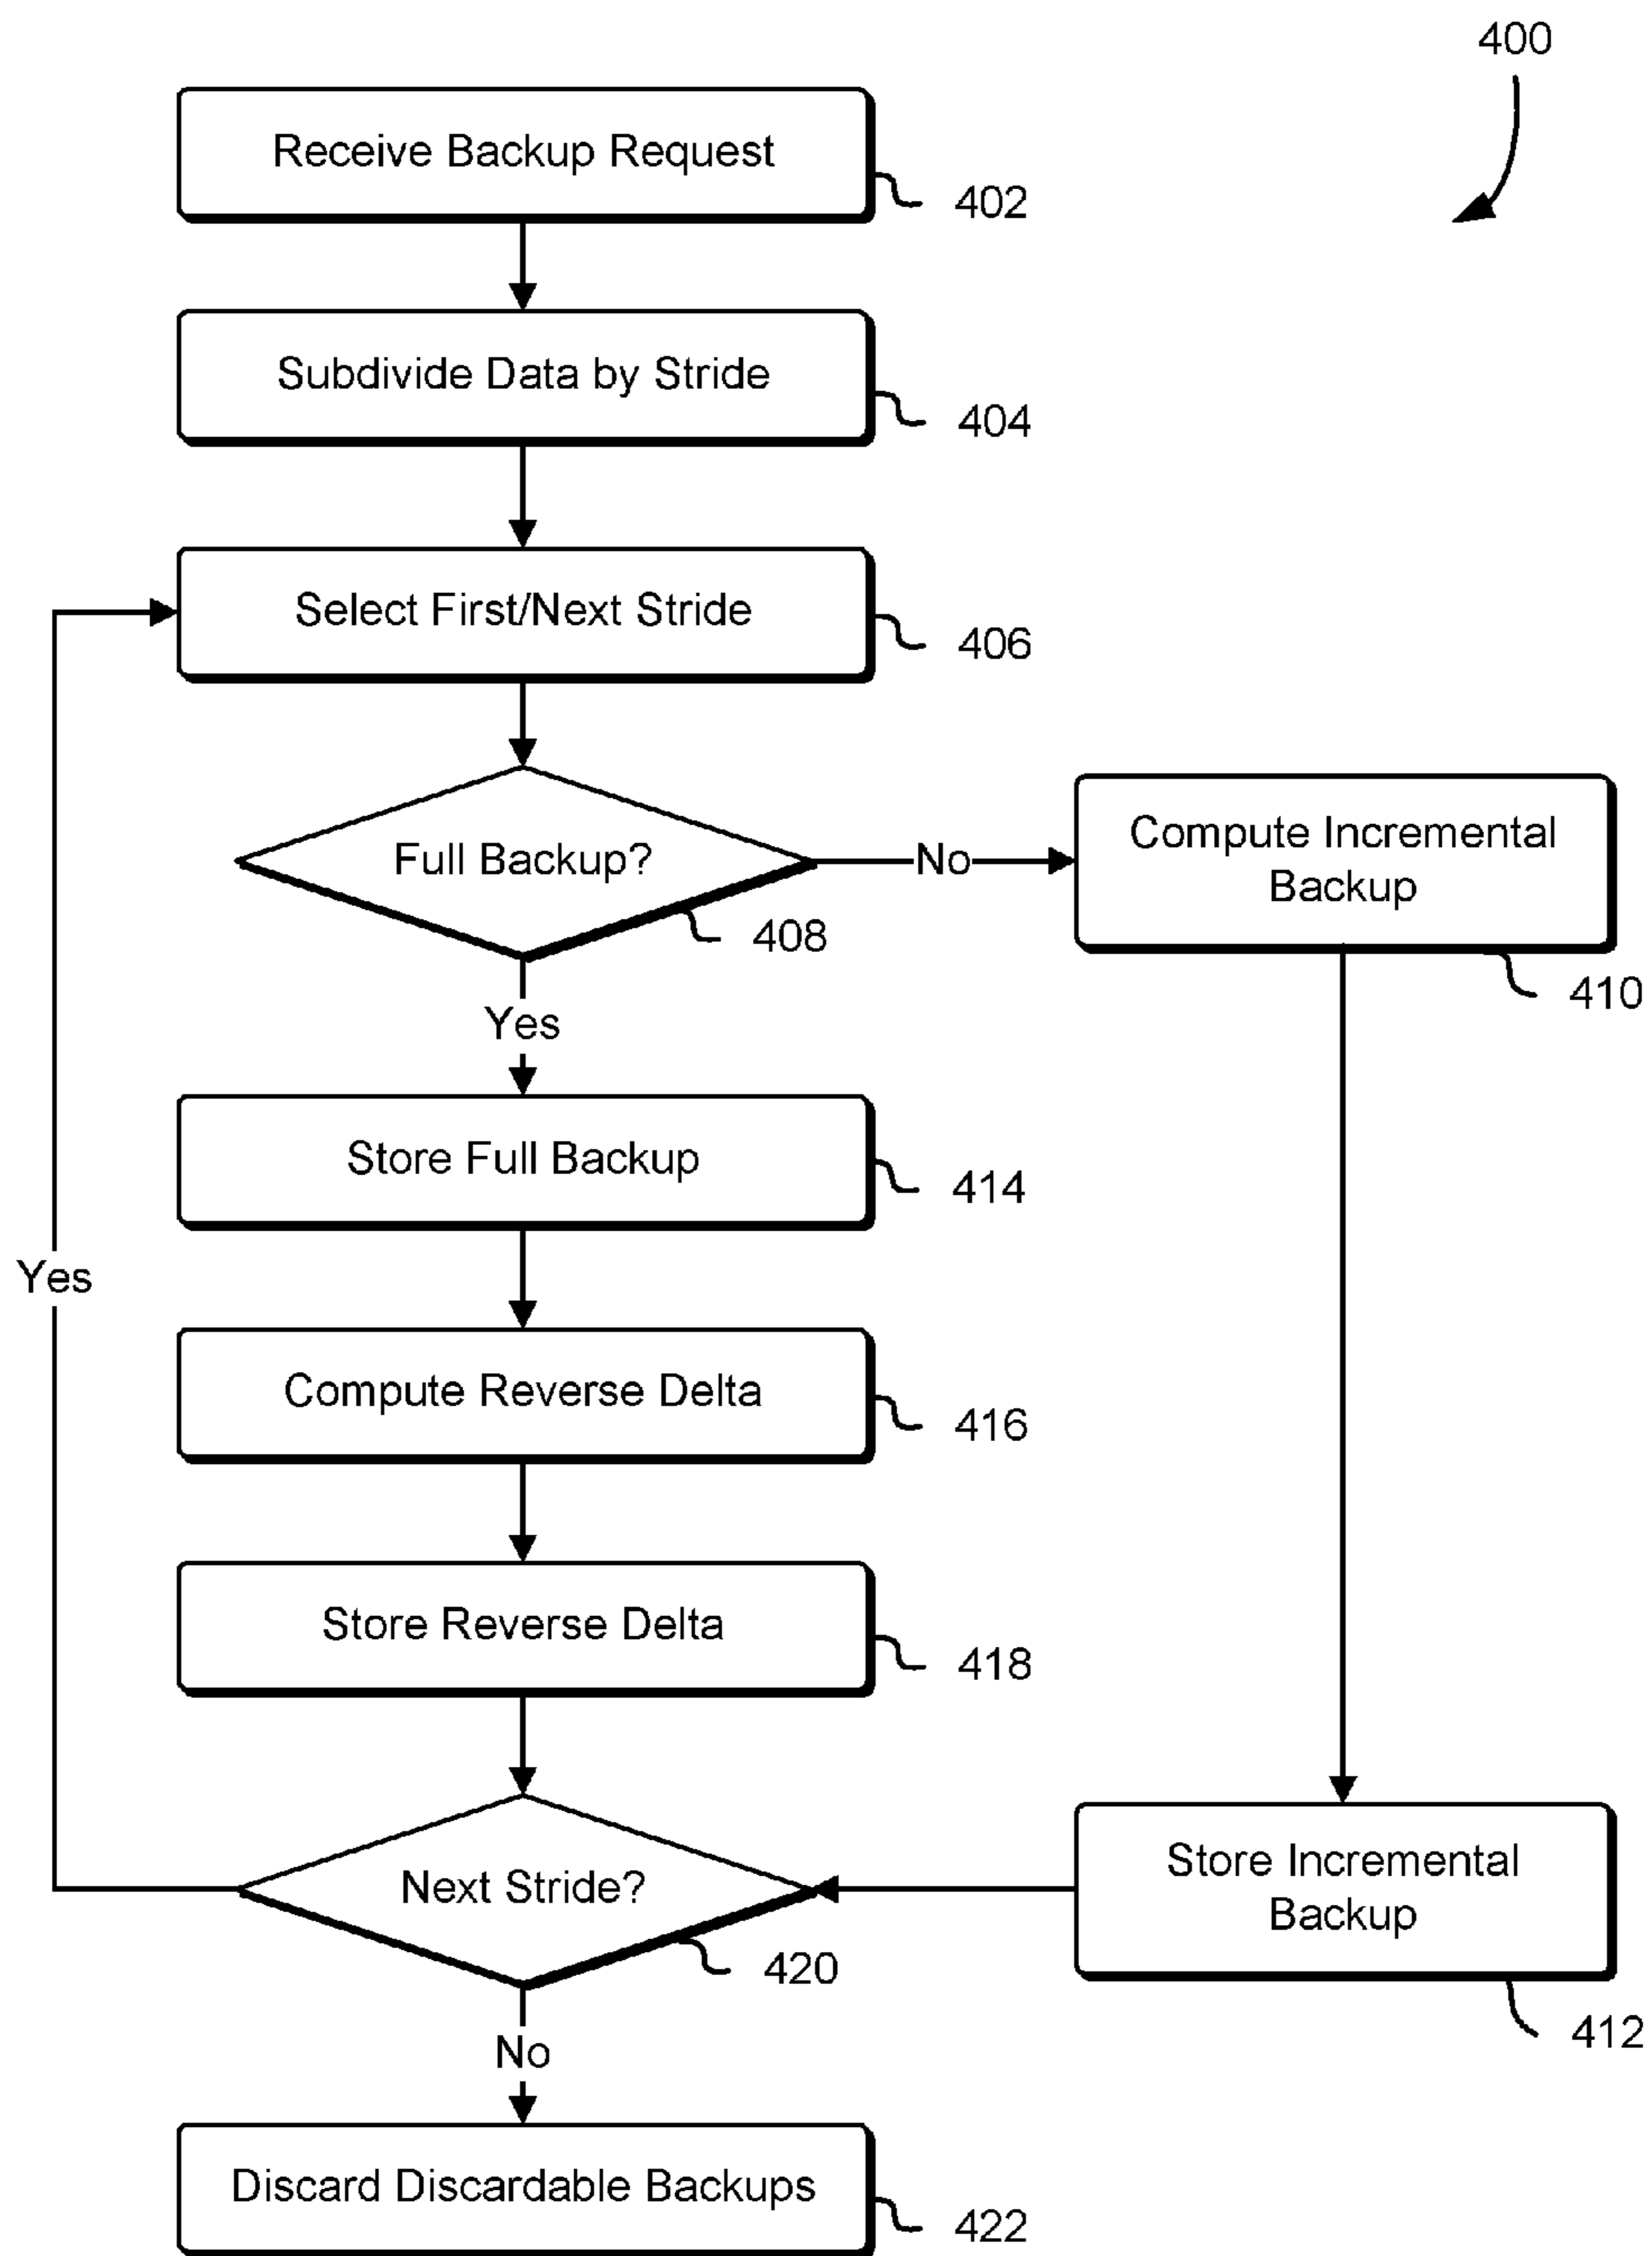 400
Receive Backup Request
402
Subdivide Data by Stride
404
Select First/Next Stride
406
Full Backup?
408
No
Compute Incremental
Backup
410
Yes
Store Full Backup
414
Compute Reverse Delta
416
Yes
Store Reverse Delta
418
Next Stride?
420
Store Incremental
Backup
412
No
Discard Discardable Backups
422